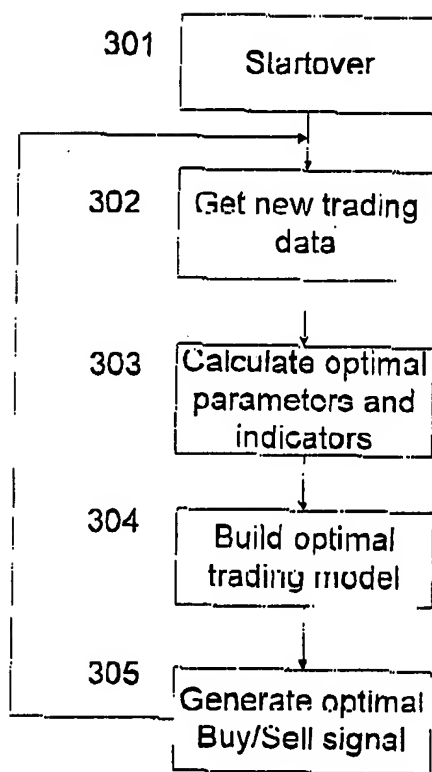 301
Startover
302
Get new trading
data
303
Calculate optimal
parameters and
indicators
304
Build optimal
trading model
305
Generate optimal
Buy/Sell signal